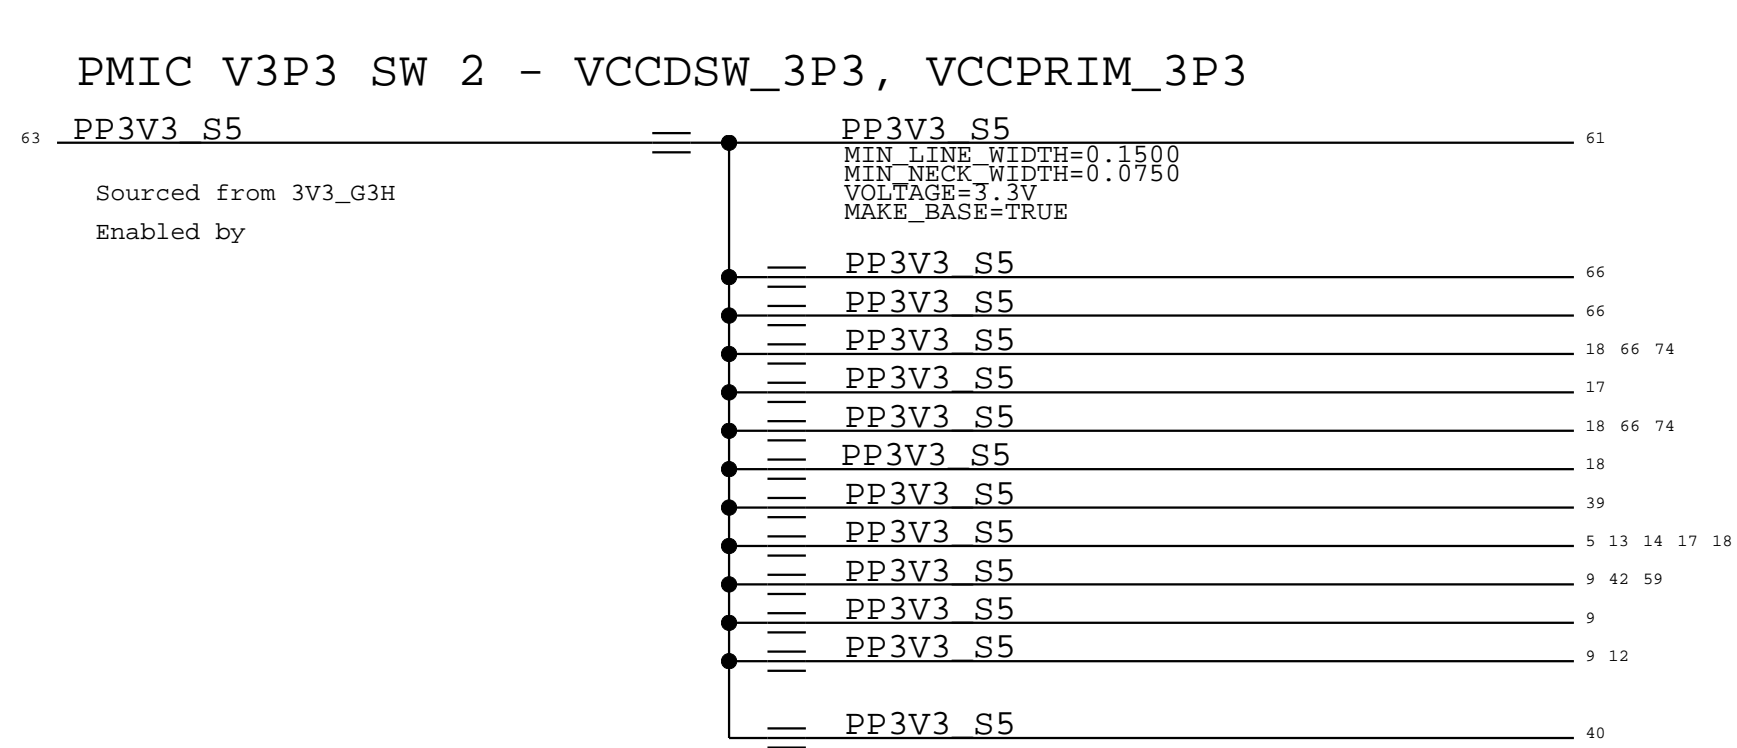 PMIC V3P3 SW 2 - VCCDSW_3P3, VCCPRIM_3P3
63 PP3V3_S5 PP3V3_S5 61
MIN_LINE_WIDTH=0.1500
MIN_NECK_WIDTH=0.0750
Sourced from 3V3_G3H VOLTAGE=3.3V
MAKE_BASE=TRUE
Enabled by
PP3V3_S5 66
PP3V3_S5 66
PP3V3_S5 18 66 74
PP3V3_S5 17
PP3V3_S5 18 66 74
PP3V3_S5 18
PP3V3_S5 39
PP3V3_S5 5 13 14 17 18
PP3V3_S5 9 42 59
PP3V3_S5 9
PP3V3_S5 9 12
PP3V3_S5 40